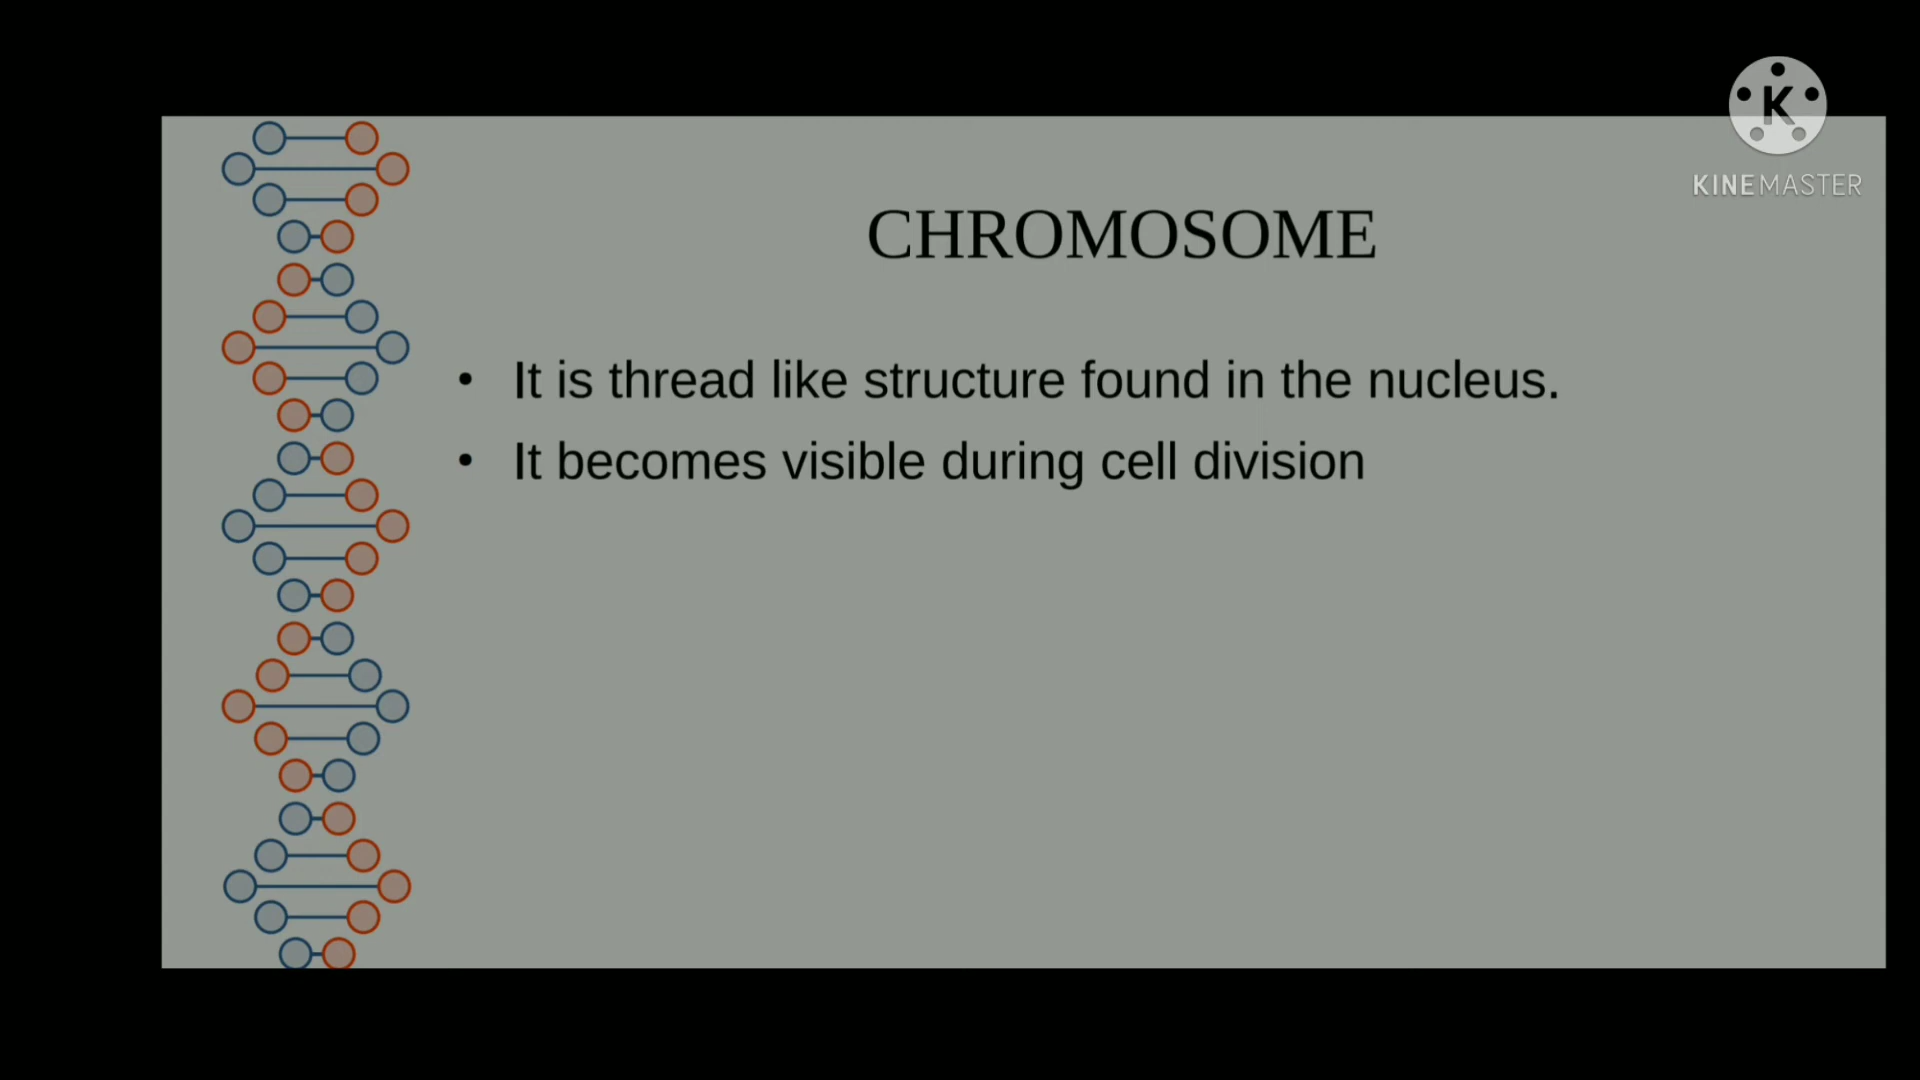 K
KINEMASTER
CHROMOSOME
• It is thread like structure found in the nucleus.
• It becomes visible during cell division